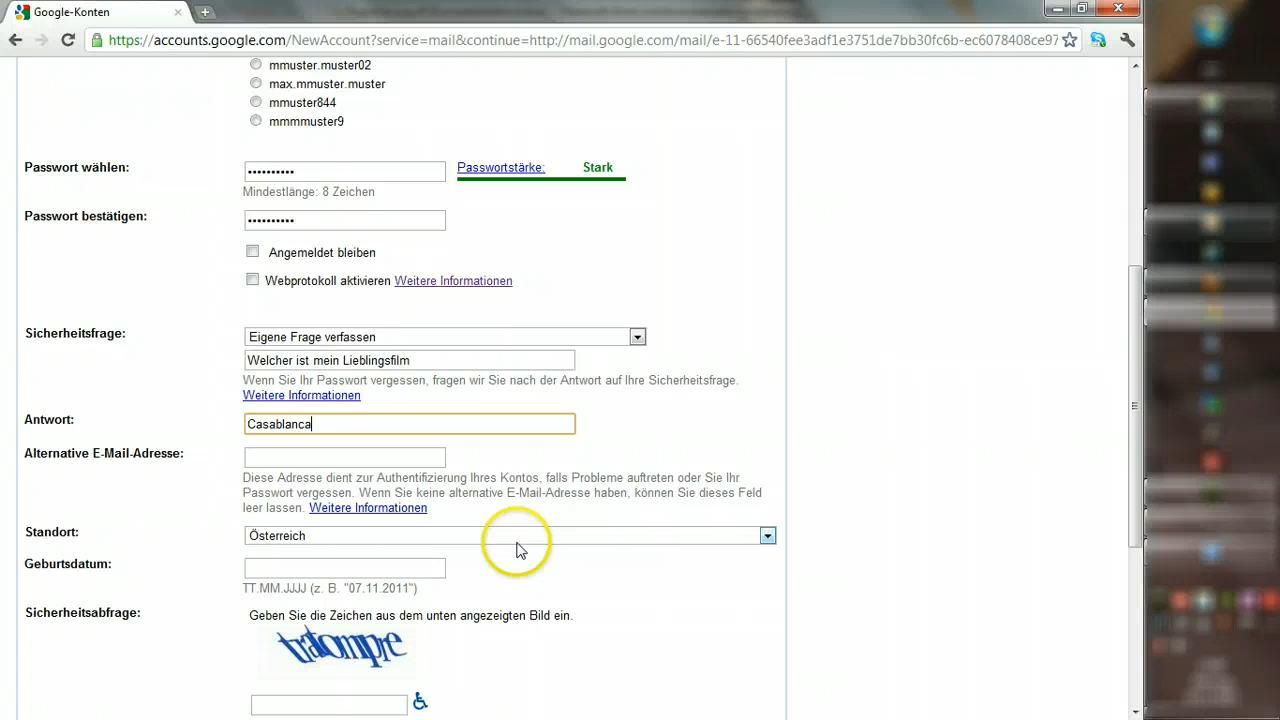 Google-Konten
https://accounts.google.com/NewAccount?service=mail&continue=http://mail.google.com/mail/e-11-66540fee3adf1e3751de7bb30fc6b-ec6078408ce97
mmuster.muster02
max.mmuster.muster
mmuster844
mmmmuster9
Passwort wählen: •••••••••• Passwortstärke: Stark
Mindestlänge: 8 Zeichen
Passwort bestätigen: ••••••••••
Angemeldet bleiben
Webprotokoll aktivieren Weitere Informationen
Sicherheitsfrage: Eigene Frage verfassen
Welcher ist mein Lieblingsfilm
Wenn Sie Ihr Passwort vergessen, fragen wir Sie nach der Antwort auf Ihre Sicherheitsfrage.
Weitere Informationen
Antwort: Casablanca
Alternative E-Mail-Adresse:
Diese Adresse dient zur Authentifizierung Ihres Kontos, falls Probleme auftreten oder Sie Ihr
Passwort vergessen. Wenn Sie keine alternative E-Mail-Adresse haben, können Sie dieses Feld
leer lassen. Weitere Informationen
Standort: Österreich
Geburtsdatum:
TT.MM.JJJJ (z. B. "07.11.2011")
Sicherheitsabfrage: Geben Sie die Zeichen aus dem unten angezeigten Bild ein.